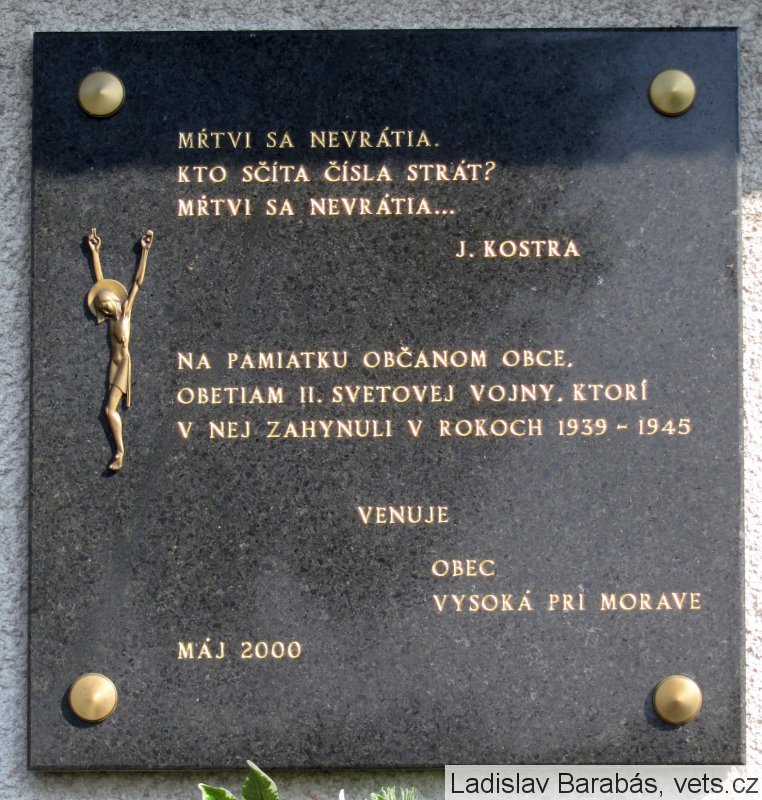 MŔTVI SA NEVRÁTIA.
KTO SČÍTA ČÍSLA STRÁT?
MŔTVI SA NEVRÁTIA...
J. KOSTRA
NA PAMIATKU OBČANOM OBCE,
OBETIAM II. SVETOVEJ VOJNY, KTORÍ
V NEJ ZAHYNULI V ROKOCH 1939 - 1945
VENUJE
OBEC
VYSOKÁ PRI MORAVE
MÁJ 2000
Ladislav Barabás, vets.cz